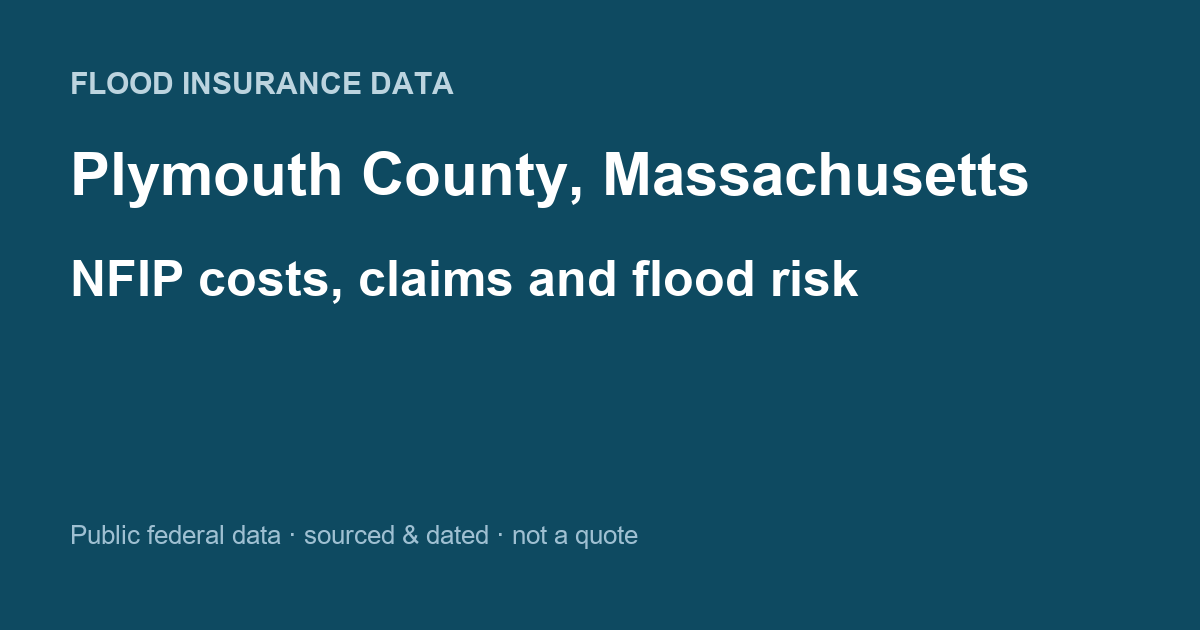 FLOOD INSURANCE DATA
Plymouth County, Massachusetts
NFIP costs, claims and flood risk
Public federal data · sourced & dated · not a quote